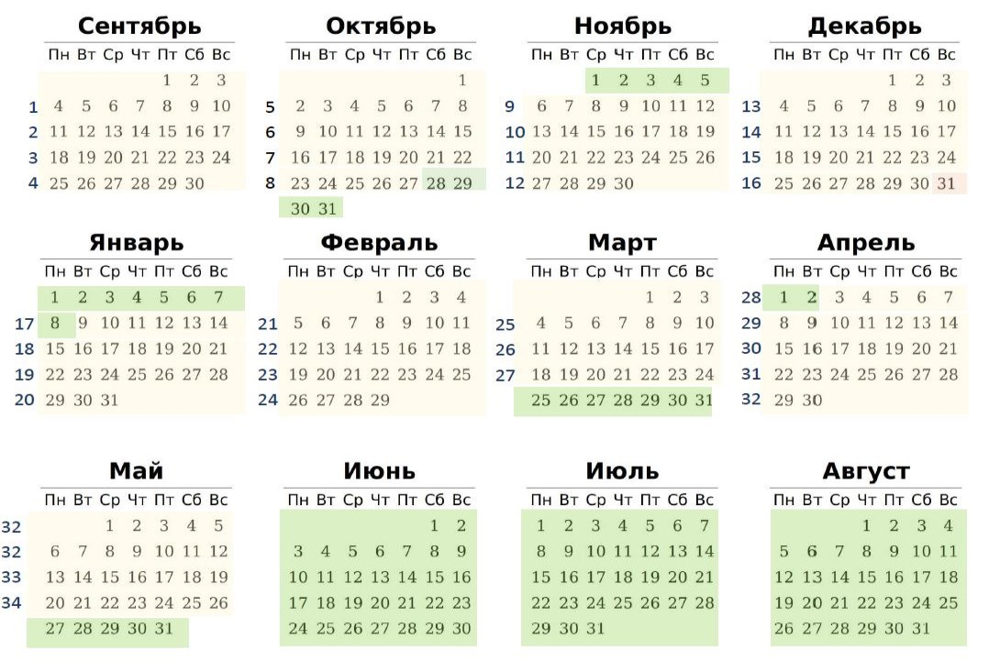 Сентябрь Октябрь Ноябрь Декабрь
Пн Вт Ср Чт Пт Сб Вс Пн Вт Ср Чт Пт Сб Вс Пн Вт Ср Чт Пт Сб Вс Пн Вт Ср Чт Пт Сб Вс
1 2 3 1 1 2 3 4 5 1 2 3
1 4 5 6 7 8 9 10 5 2 3 4 5 6 7 8 9 6 7 8 9 10 11 12 13 4 5 6 7 8 9 10
2 11 12 13 14 15 16 17 6 9 10 11 12 13 14 15 10 13 14 15 16 17 18 19 14 11 12 13 14 15 16 17
3 18 19 20 21 22 23 24 7 16 17 18 19 20 21 22 11 20 21 22 23 24 25 26 15 18 19 20 21 22 23 24
4 25 26 27 28 29 30 8 23 24 25 26 27 28 29 12 27 28 29 30 16 25 26 27 28 29 30 31
30 31
Январь Февраль Март Апрель
Пн Вт Ср Чт Пт Сб Вс Пн Вт Ср Чт Пт Сб Вс Пн Вт Ср Чт Пт Сб Вс Пн Вт Ср Чт Пт Сб Вс
1 2 3 4 5 6 7 1 2 3 4 1 2 3 28 1 2 3 4 5 6 7
17 8 9 10 11 12 13 14 21 5 6 7 8 9 10 11 25 4 5 6 7 8 9 10 29 8 9 10 11 12 13 14
18 15 16 17 18 19 20 21 22 12 13 14 15 16 17 18 26 11 12 13 14 15 16 17 30 15 16 17 18 19 20 21
19 22 23 24 25 26 27 28 23 19 20 21 22 23 24 25 27 18 19 20 21 22 23 24 31 22 23 24 25 26 27 28
20 29 30 31 24 26 27 28 29 25 26 27 28 29 30 31 32 29 30
Май Июнь Июль Август
Пн Вт Ср Чт Пт Сб Вс Пн Вт Ср Чт Пт Сб Вс Пн Вт Ср Чт Пт Сб Вс Пн Вт Ср Чт Пт Сб Вс
32 1 2 3 4 5 1 2 1 2 3 4 5 6 7 1 2 3 4
32 6 7 8 9 10 11 12 3 4 5 6 7 8 9 8 9 10 11 12 13 14 5 6 7 8 9 10 11
33 13 14 15 16 17 18 19 10 11 12 13 14 15 16 15 16 17 18 19 20 21 12 13 14 15 16 17 18
34 20 21 22 23 24 25 26 17 18 19 20 21 22 23 22 23 24 25 26 27 28 19 20 21 22 23 24 25
27 28 29 30 31 24 25 26 27 28 29 30 29 30 31 26 27 28 29 30 31